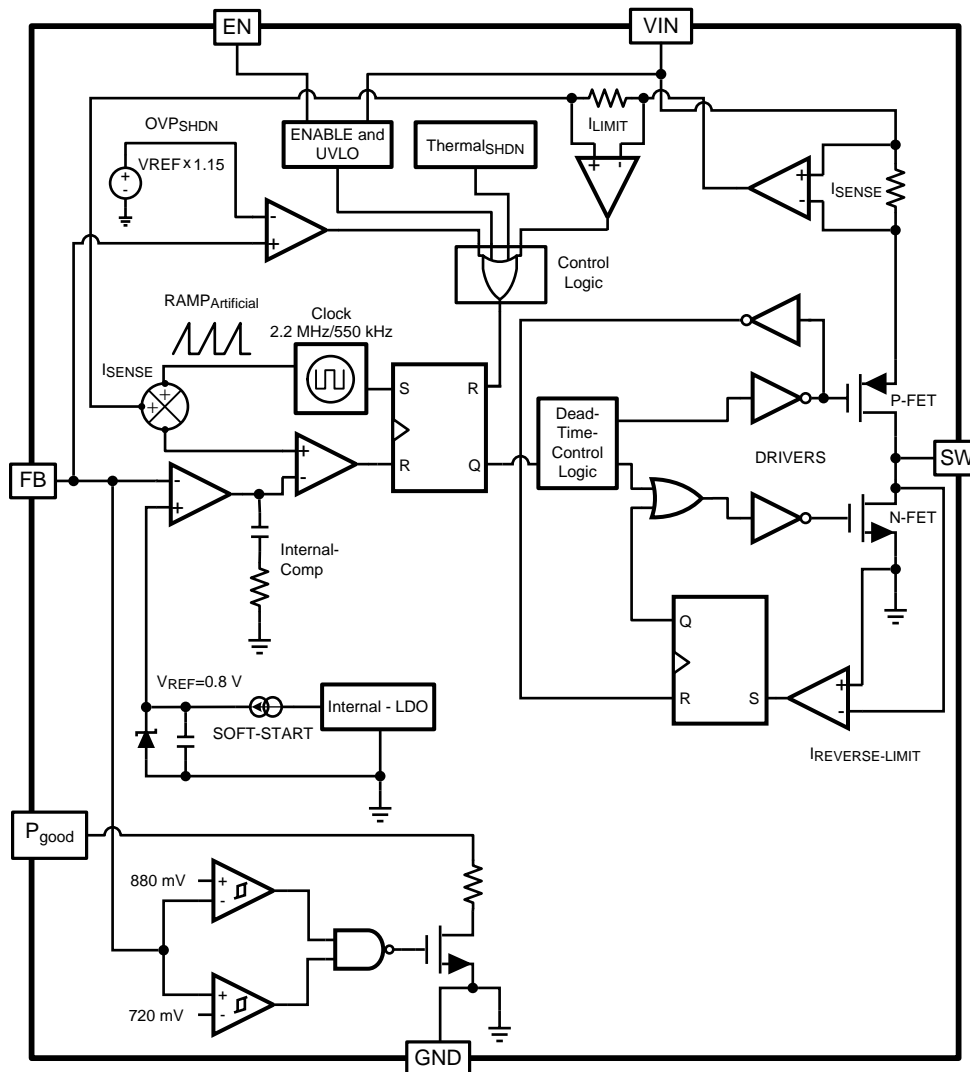 EN
VIN
OVPSHDN
VREF x 1.15
+
-
ENABLE and
UVLO
ThermalSHDN
ILIMIT
+
-
+
-
ISENSE
-
+
Control
Logic
RAMPArtificial
Clock
2.2 MHz/550 kHz
ISENSE
+
+
+
S
R
R
Q
+
-
Dead-
Time-
Control
Logic
P-FET
DRIVERS
SW
FB
-
+
N-FET
Internal-
Comp
Q
R
S
+
-
VREF=0.8 V
SOFT-START
Internal - LDO
IREVERSE-LIMIT
Pgood
880 mV
+
-
+
720 mV
-
GND